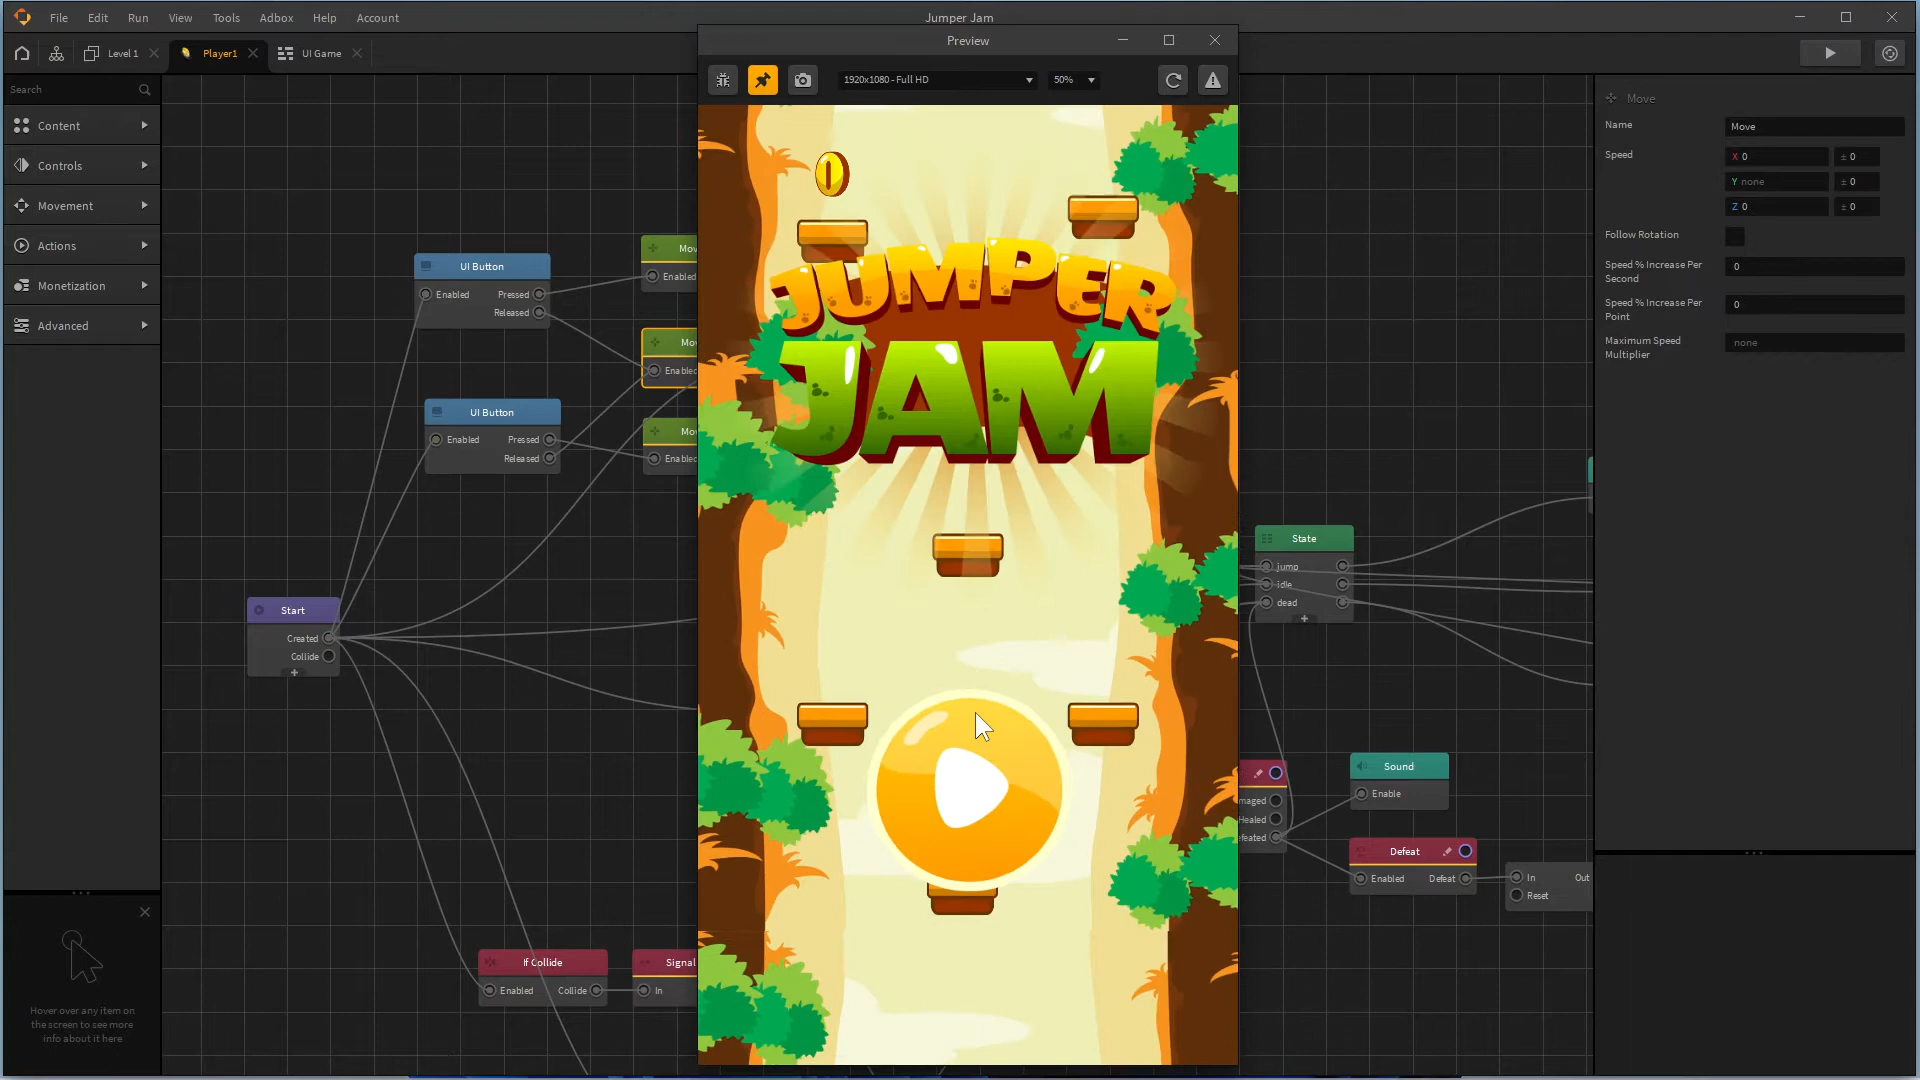 File Edit Run View Tools Adbox Help Account
Jumper Jam
Level 1
Player1
UI Game
Preview
1920x1080 - Full HD
50%
Search
Content
Controls
Movement
Actions
Monetization
Advanced
UI Button
Enabled Pressed
Released
UI Button
Enabled Pressed
Released
Mov
Enabled
Mov
Enabled
Mov
Enabled
Start
Created
Collide
+
If Collide
Enabled Collide
Signal
In
JUMPER
JAM
State
jump
idle
dead
+
maged
Healed
efeated
Sound
Enable
Defeat
Enabled Defeat
In Out
Reset
Move
Name Move
Speed X 0 ± 0
Y none ± 0
Z 0 ± 0
Follow Rotation
Speed % Increase Per
Second
0
Speed % Increase Per
Point
0
Maximum Speed
Multiplier
none
Hover over any item on
the screen to see more
info about it here